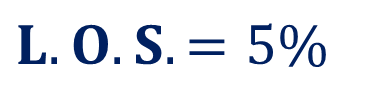 L. O. S. = 5%